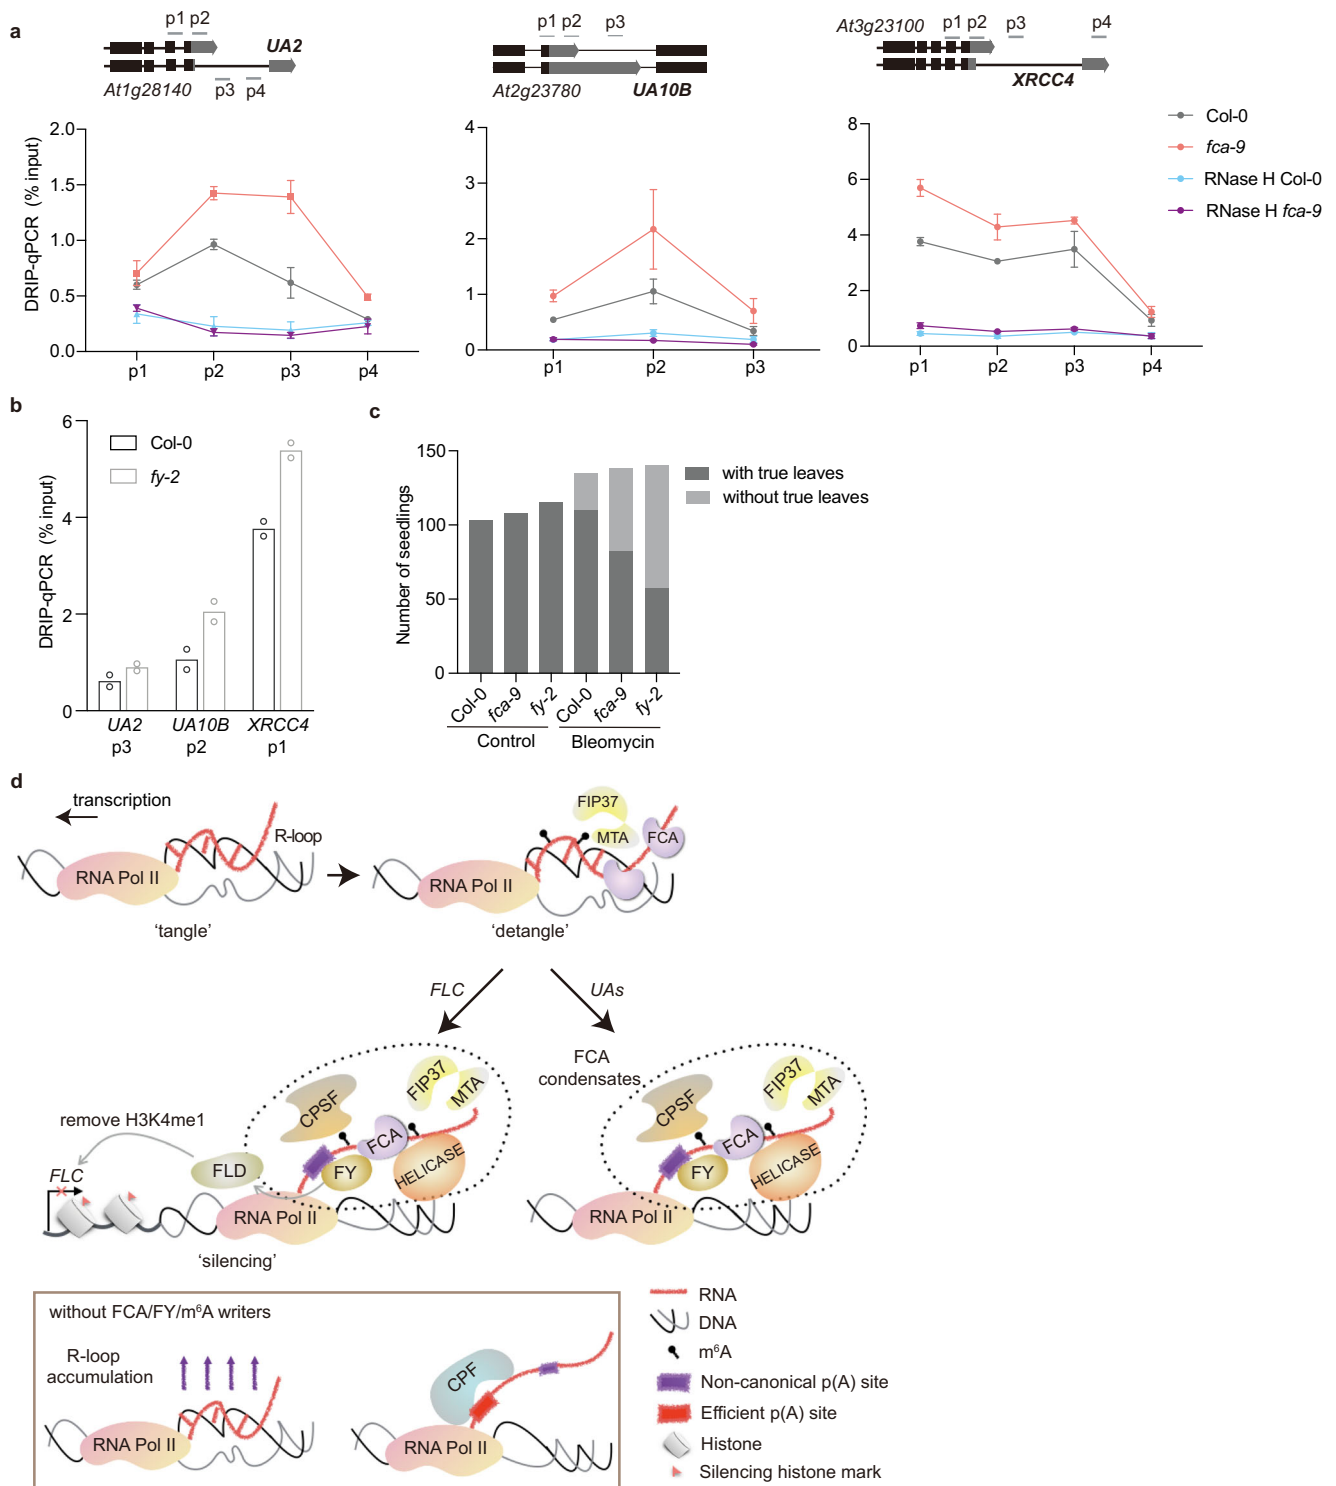 a
p1 p2
UA2
At1g28140
p3 p4
p1 p2 p3
At2g23780
UA10B
At3g23100
p1 p2 p3 p4
XRCC4
DRIP-qPCR (% input)
2.0
1.5
1.0
0.5
0.0
p1 p2 p3 p4
4
3
2
1
0
p1 p2 p3
8
6
4
2
0
p1 p2 p3 p4
Col-0
fca-9
RNase H Col-0
RNase H fca-9
b
DRIP-qPCR (% input)
6
4
2
0
Col-0
fy-2
UA2 UA10B XRCC4
p3 p2 p1
c
Number of seedlings
150
100
50
0
with true leaves
without true leaves
Col-0 fca-9 fy-2 Col-0 fca-9 fy-2
Control Bleomycin
d
transcription
R-loop
RNA Pol II
‘tangle’
FIP37
MTA
FCA
RNA Pol II
‘detangle’
FLC
UAs
FCA
condensates
remove H3K4me1
FLC
FLD
CPSF
FIP37
MTA
FCA
FY
HELICASE
RNA Pol II
‘silencing’
CPSF
FIP37
MTA
FCA
FY
HELICASE
RNA Pol II
without FCA/FY/m⁶A writers
R-loop
accumulation
RNA Pol II
CPF
RNA Pol II
RNA
DNA
m⁶A
Non-canonical p(A) site
Efficient p(A) site
Histone
Silencing histone mark